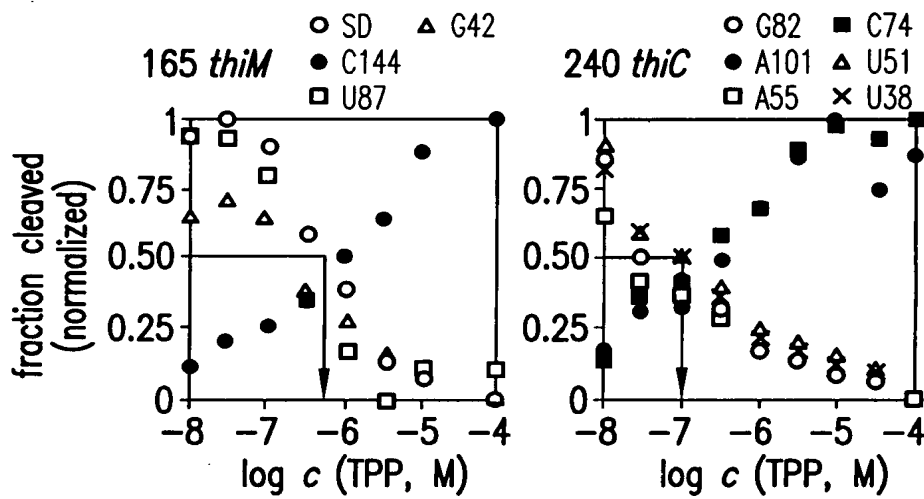 165 thiM
SD
G42
C144
U87
240 thiC
G82
C74
A101
U51
A55
U38
fraction cleaved
(normalized)
1
0.75
0.50
0.25
0
-8
-7
-6
-5
-4
log c (TPP, M)
1
0.75
0.50
0.25
0
-8
-7
-6
-5
-4
log c (TPP, M)